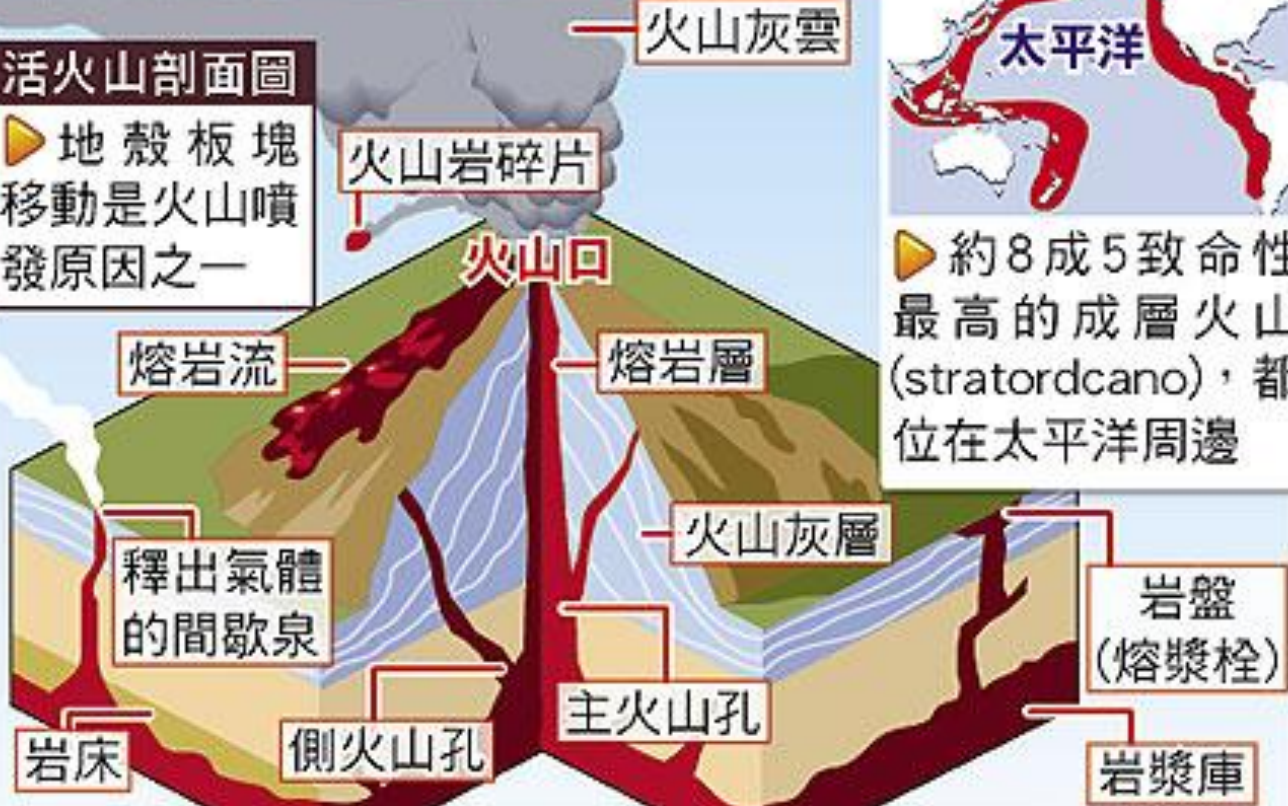 火山灰雲
太平洋
活火山剖面圖
地殼板塊
移動是火山噴
發原因之一
火山岩碎片
火山口
約8成5致命性
最高的成層火山
(stratordcano)，都
位在太平洋周邊
熔岩流
熔岩層
火山灰層
釋出氣體
的間歇泉
岩盤
(熔漿栓)
主火山孔
側火山孔
岩床
岩漿庫